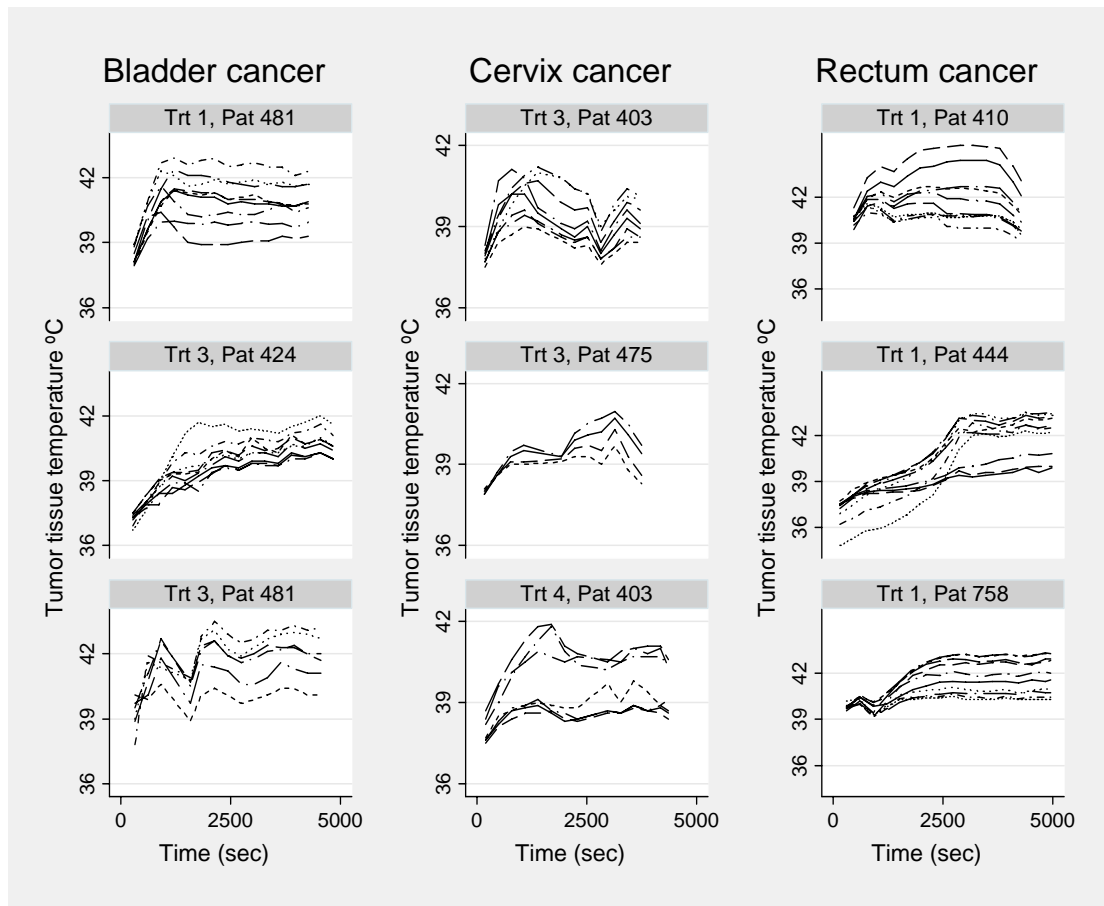 Bladder cancer
Cervix cancer
Rectum cancer
Trt 1, Pat 481
Trt 3, Pat 403
Trt 1, Pat 410
42
39
36
42
39
36
42
39
36
Trt 3, Pat 424
Trt 3, Pat 475
Trt 1, Pat 444
42
39
36
42
39
36
42
39
36
Trt 3, Pat 481
Trt 4, Pat 403
Trt 1, Pat 758
42
39
36
42
39
36
42
39
36
Tumor tissue temperature ºC
Tumor tissue temperature ºC
Tumor tissue temperature ºC
0 2500 5000
0 2500 5000
0 2500 5000
Time (sec)
Time (sec)
Time (sec)